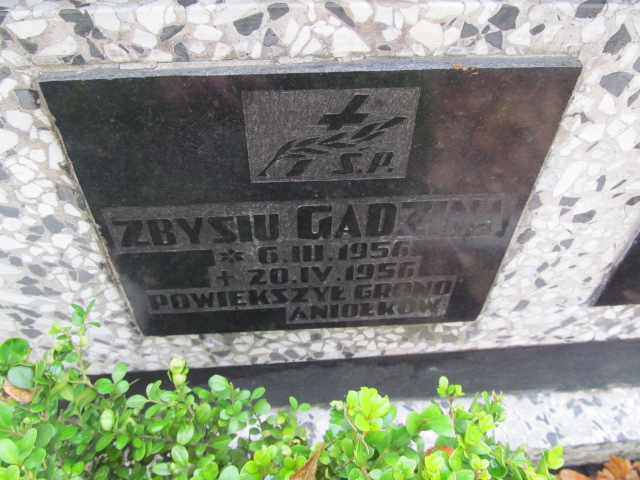 Ś.P.
ZBYSIU GADZINA
* 6.III.1956
+ 20.IV.1956
POWIĘKSZYŁ GRONO
ANIOŁKÓW